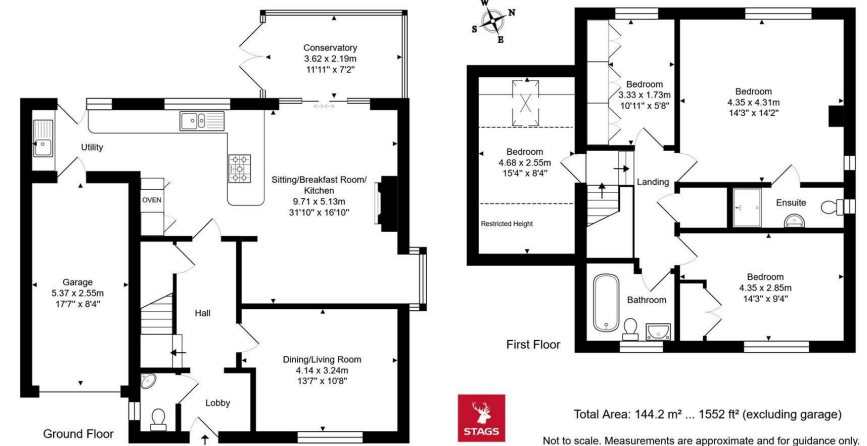 Conservatory
3.62 x 2.19m
11'11" x 7'2"
Utility
OVEN
Sitting/Breakfast Room/
Kitchen
9.71 x 5.13m
31'10" x 16'10"
Garage
5.37 x 2.55m
17'7" x 8'4"
Hall
Dining/Living Room
4.14 x 3.24m
13'7" x 10'8"
Lobby
Ground Floor
W
N
S
E
Bedroom
3.33 x 1.73m
10'11" x 5'8"
Bedroom
4.35 x 4.31m
14'3" x 14'2"
Bedroom
4.68 x 2.55m
15'4" x 8'4"
Restricted Height
Landing
Ensuite
Bedroom
4.35 x 2.85m
14'3" x 9'4"
Bathroom
First Floor
STAGS
Total Area: 144.2 m² ... 1552 ft² (excluding garage)
Not to scale. Measurements are approximate and for guidance only.